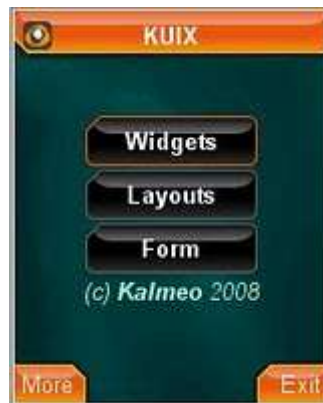 KUIX
Widgets
Layouts
Form
(c) Kalmeo 2008
More Exit